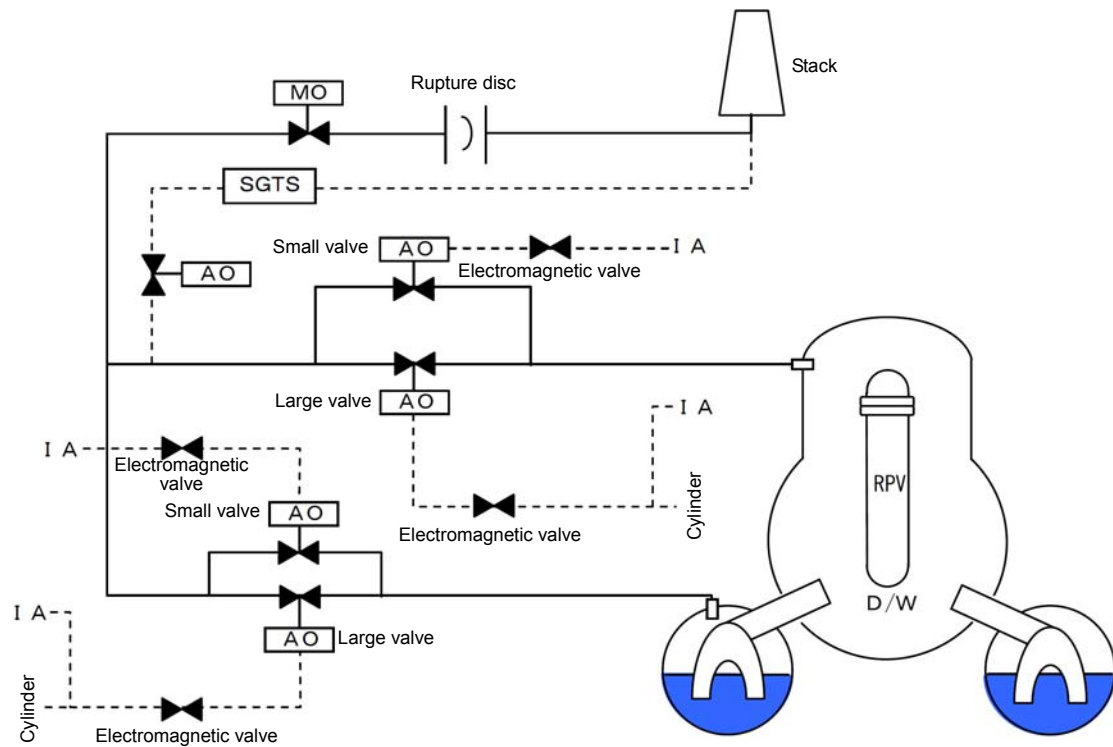 Stack
Rupture disc
MO
SGTS
Small valve
AO
I A
Electromagnetic valve
AO
Large valve
AO
I A
I A
Electromagnetic
valve
RPV
Cylinder
Small valve
AO
Electromagnetic valve
D/W
I A
AO
Large valve
Cylinder
Electromagnetic valve